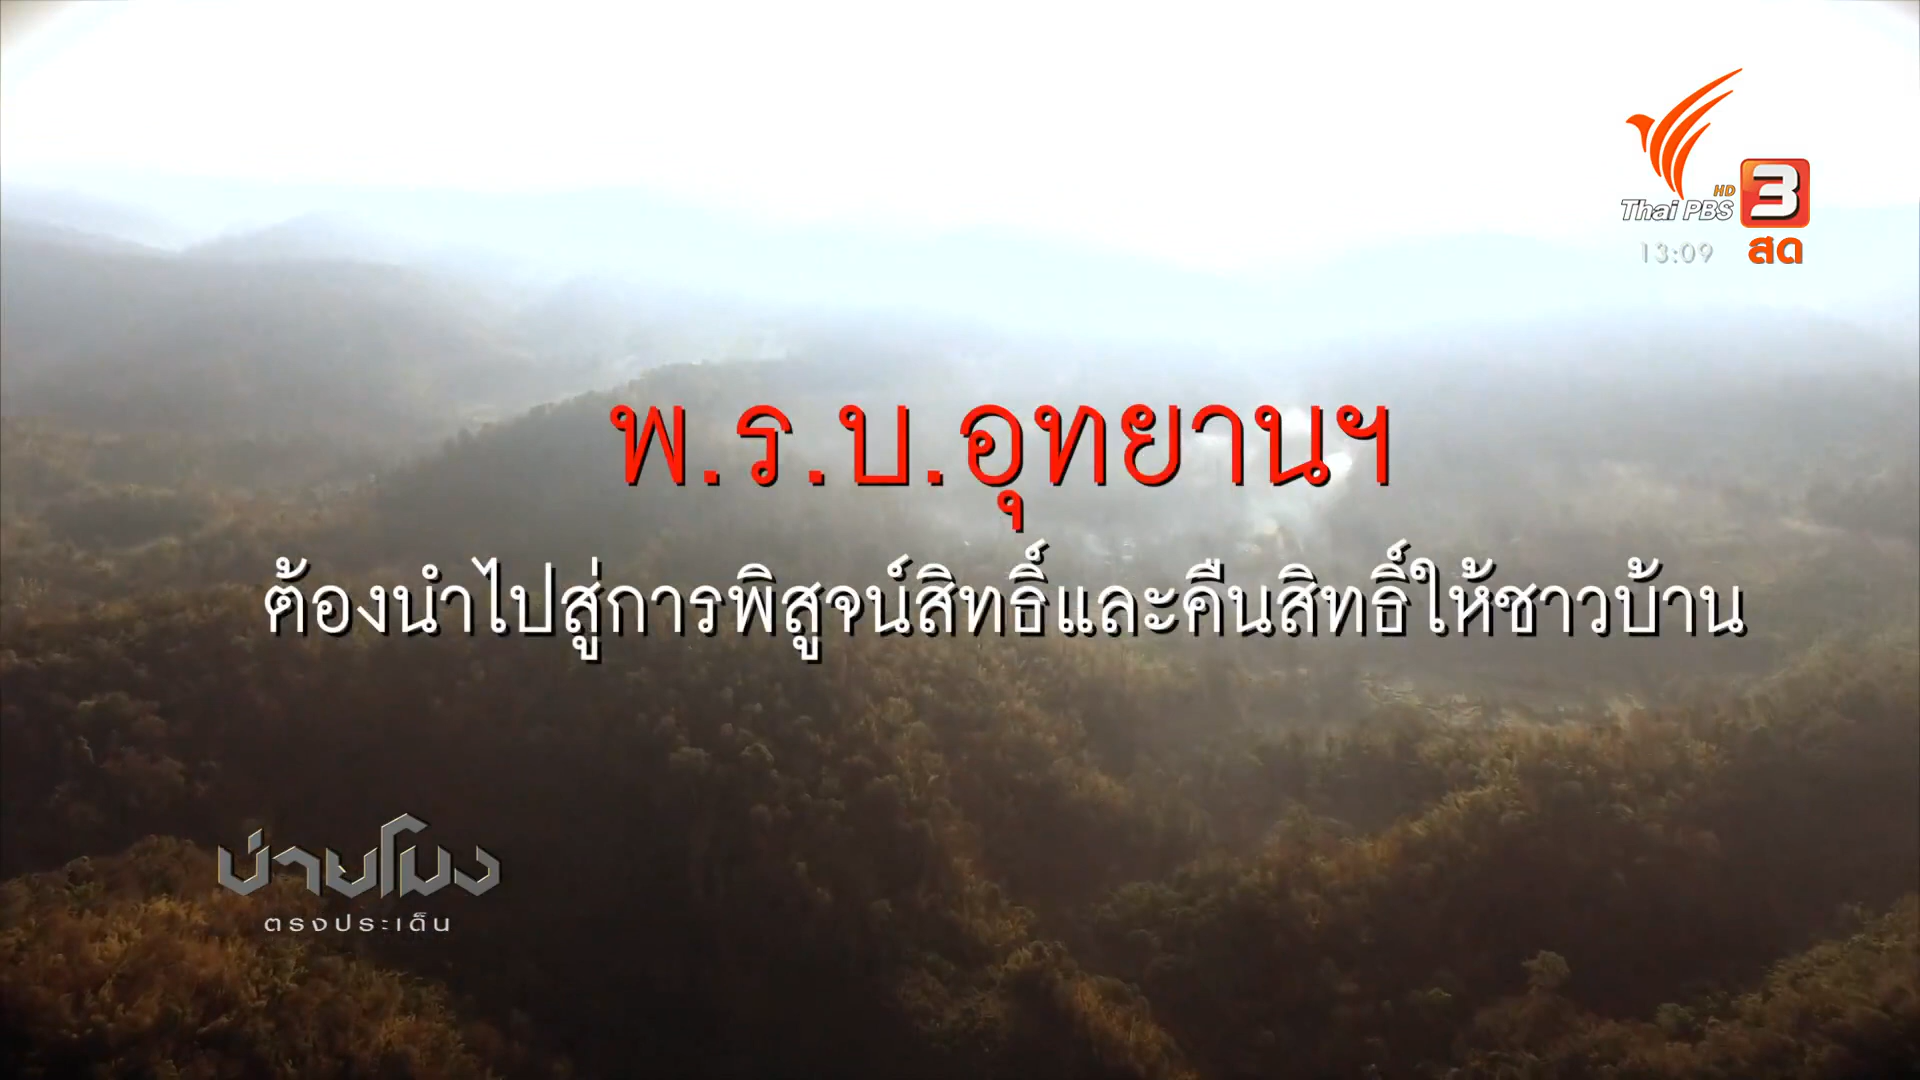 Thai PBS HD 3
13:09 สด
พ.ร.บ.อุทยานฯ
ต้องนำไปสู่การพิสูจน์สิทธิ์และคืนสิทธิ์ให้ชาวบ้าน
บ่ายโมง
ตรงประเด็น